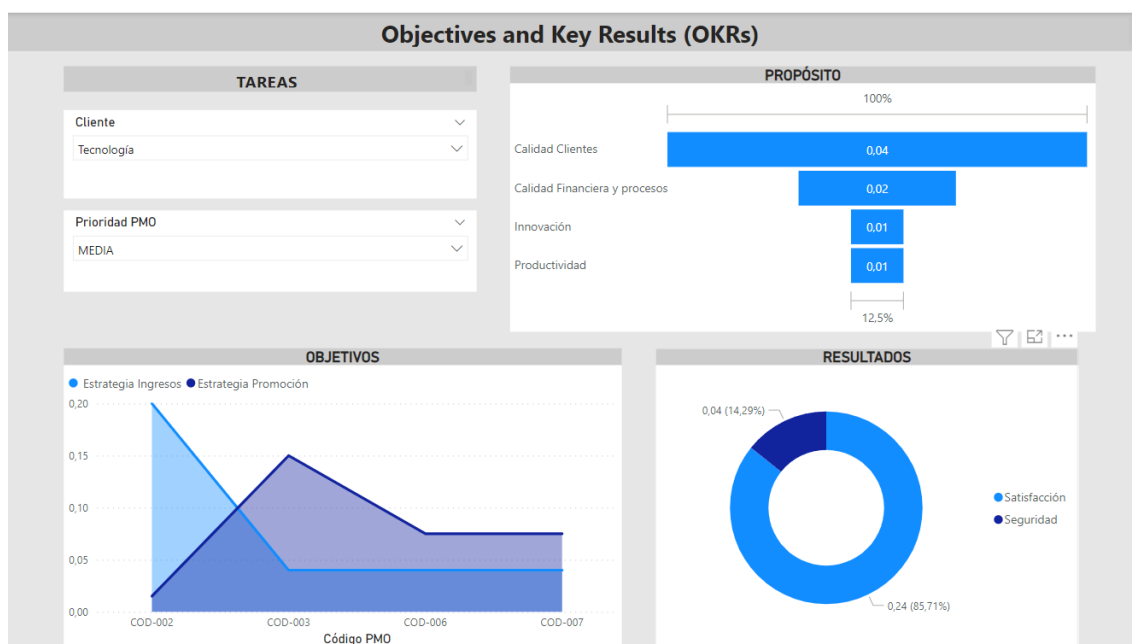 Objectives and Key Results (OKRs)
TAREAS
Cliente
Tecnología
Prioridad PMO
MEDIA
PROPÓSITO
100%
Calidad Clientes
0,04
Calidad Financiera y procesos
0,02
Innovación
0,01
Productividad
0,01
12,5%
OBJETIVOS
Estrategia Ingresos Estrategia Promoción
0,20
0,15
0,10
0,05
0,00
COD-002 COD-003 COD-006 COD-007
Código PMO
RESULTADOS
0,04 (14,29%)
Satisfacción
Seguridad
0,24 (85,71%)